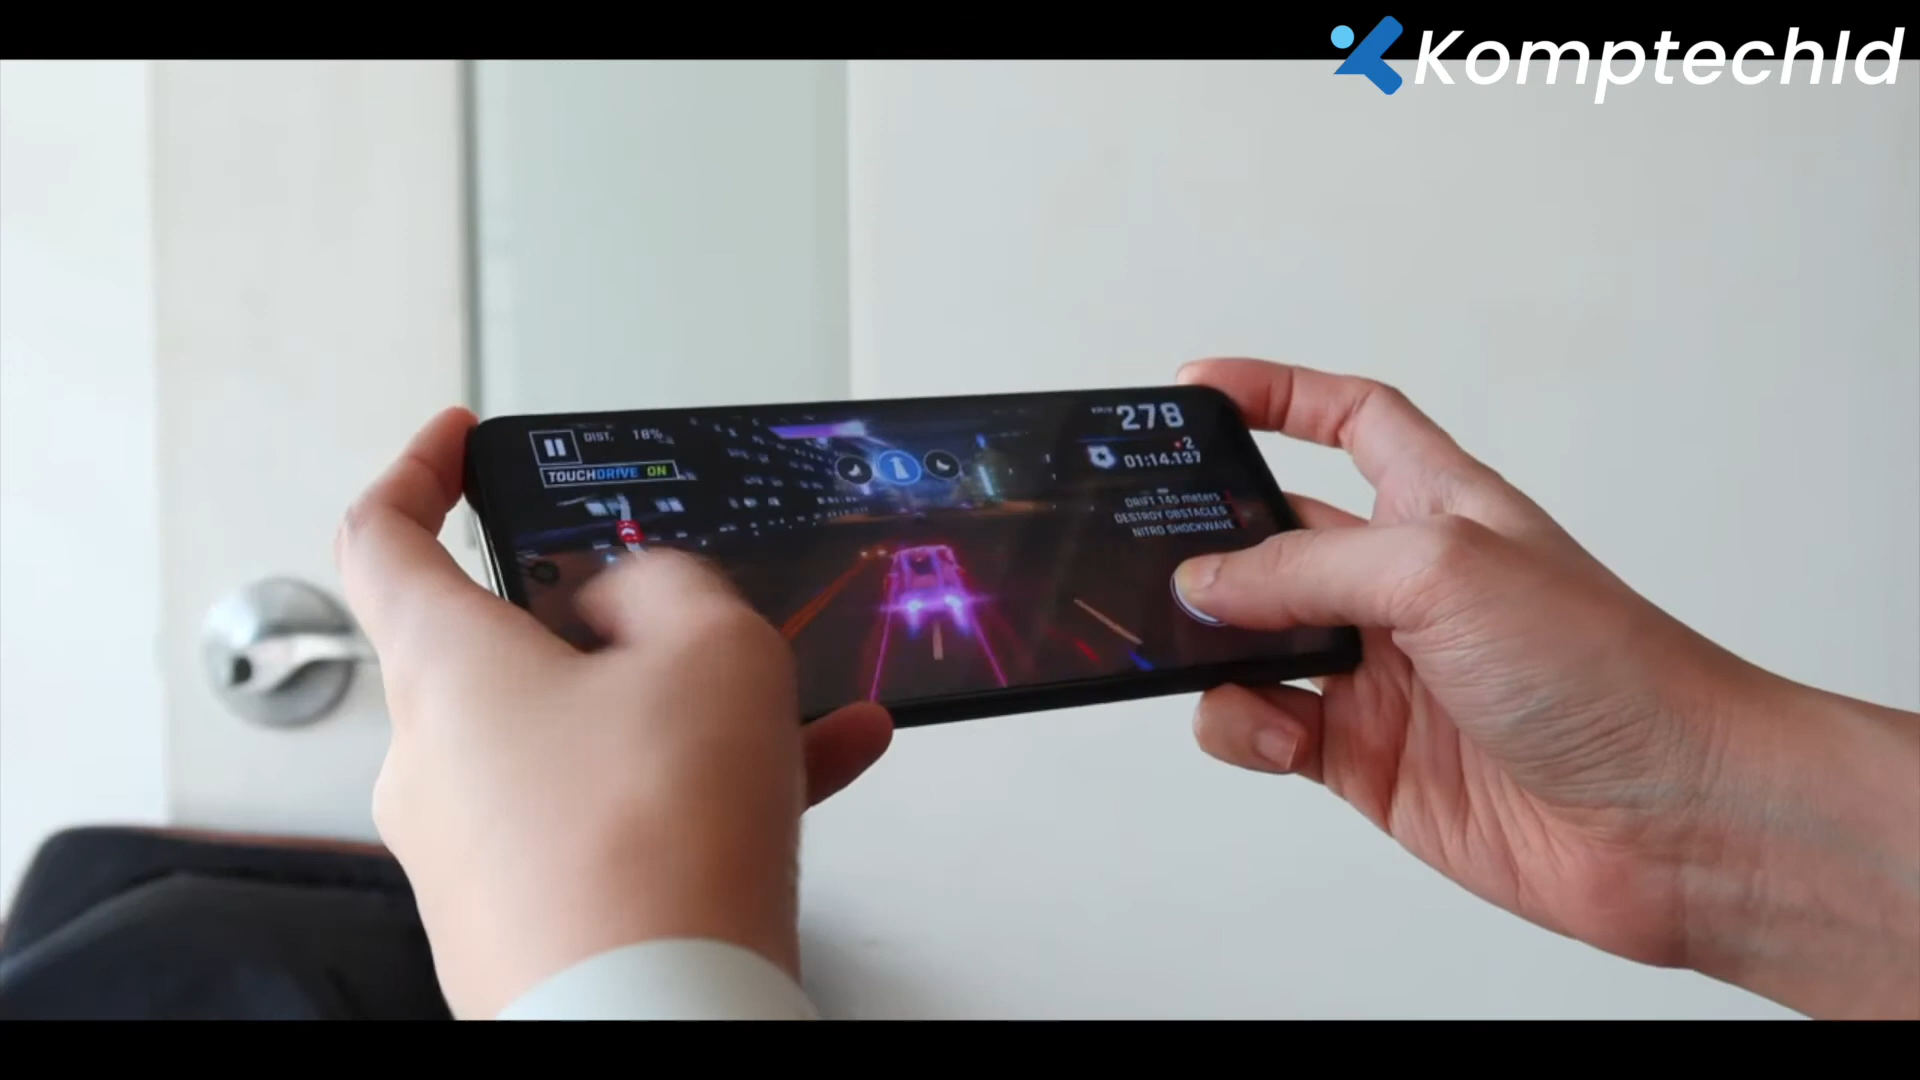 KomptechId
278
DIST. 18%
2
TOUCHDRIVE ON
01:14.137
DRIFT 145 meters
DESTROY OBSTACLES
NITRO SHOCKWAVE